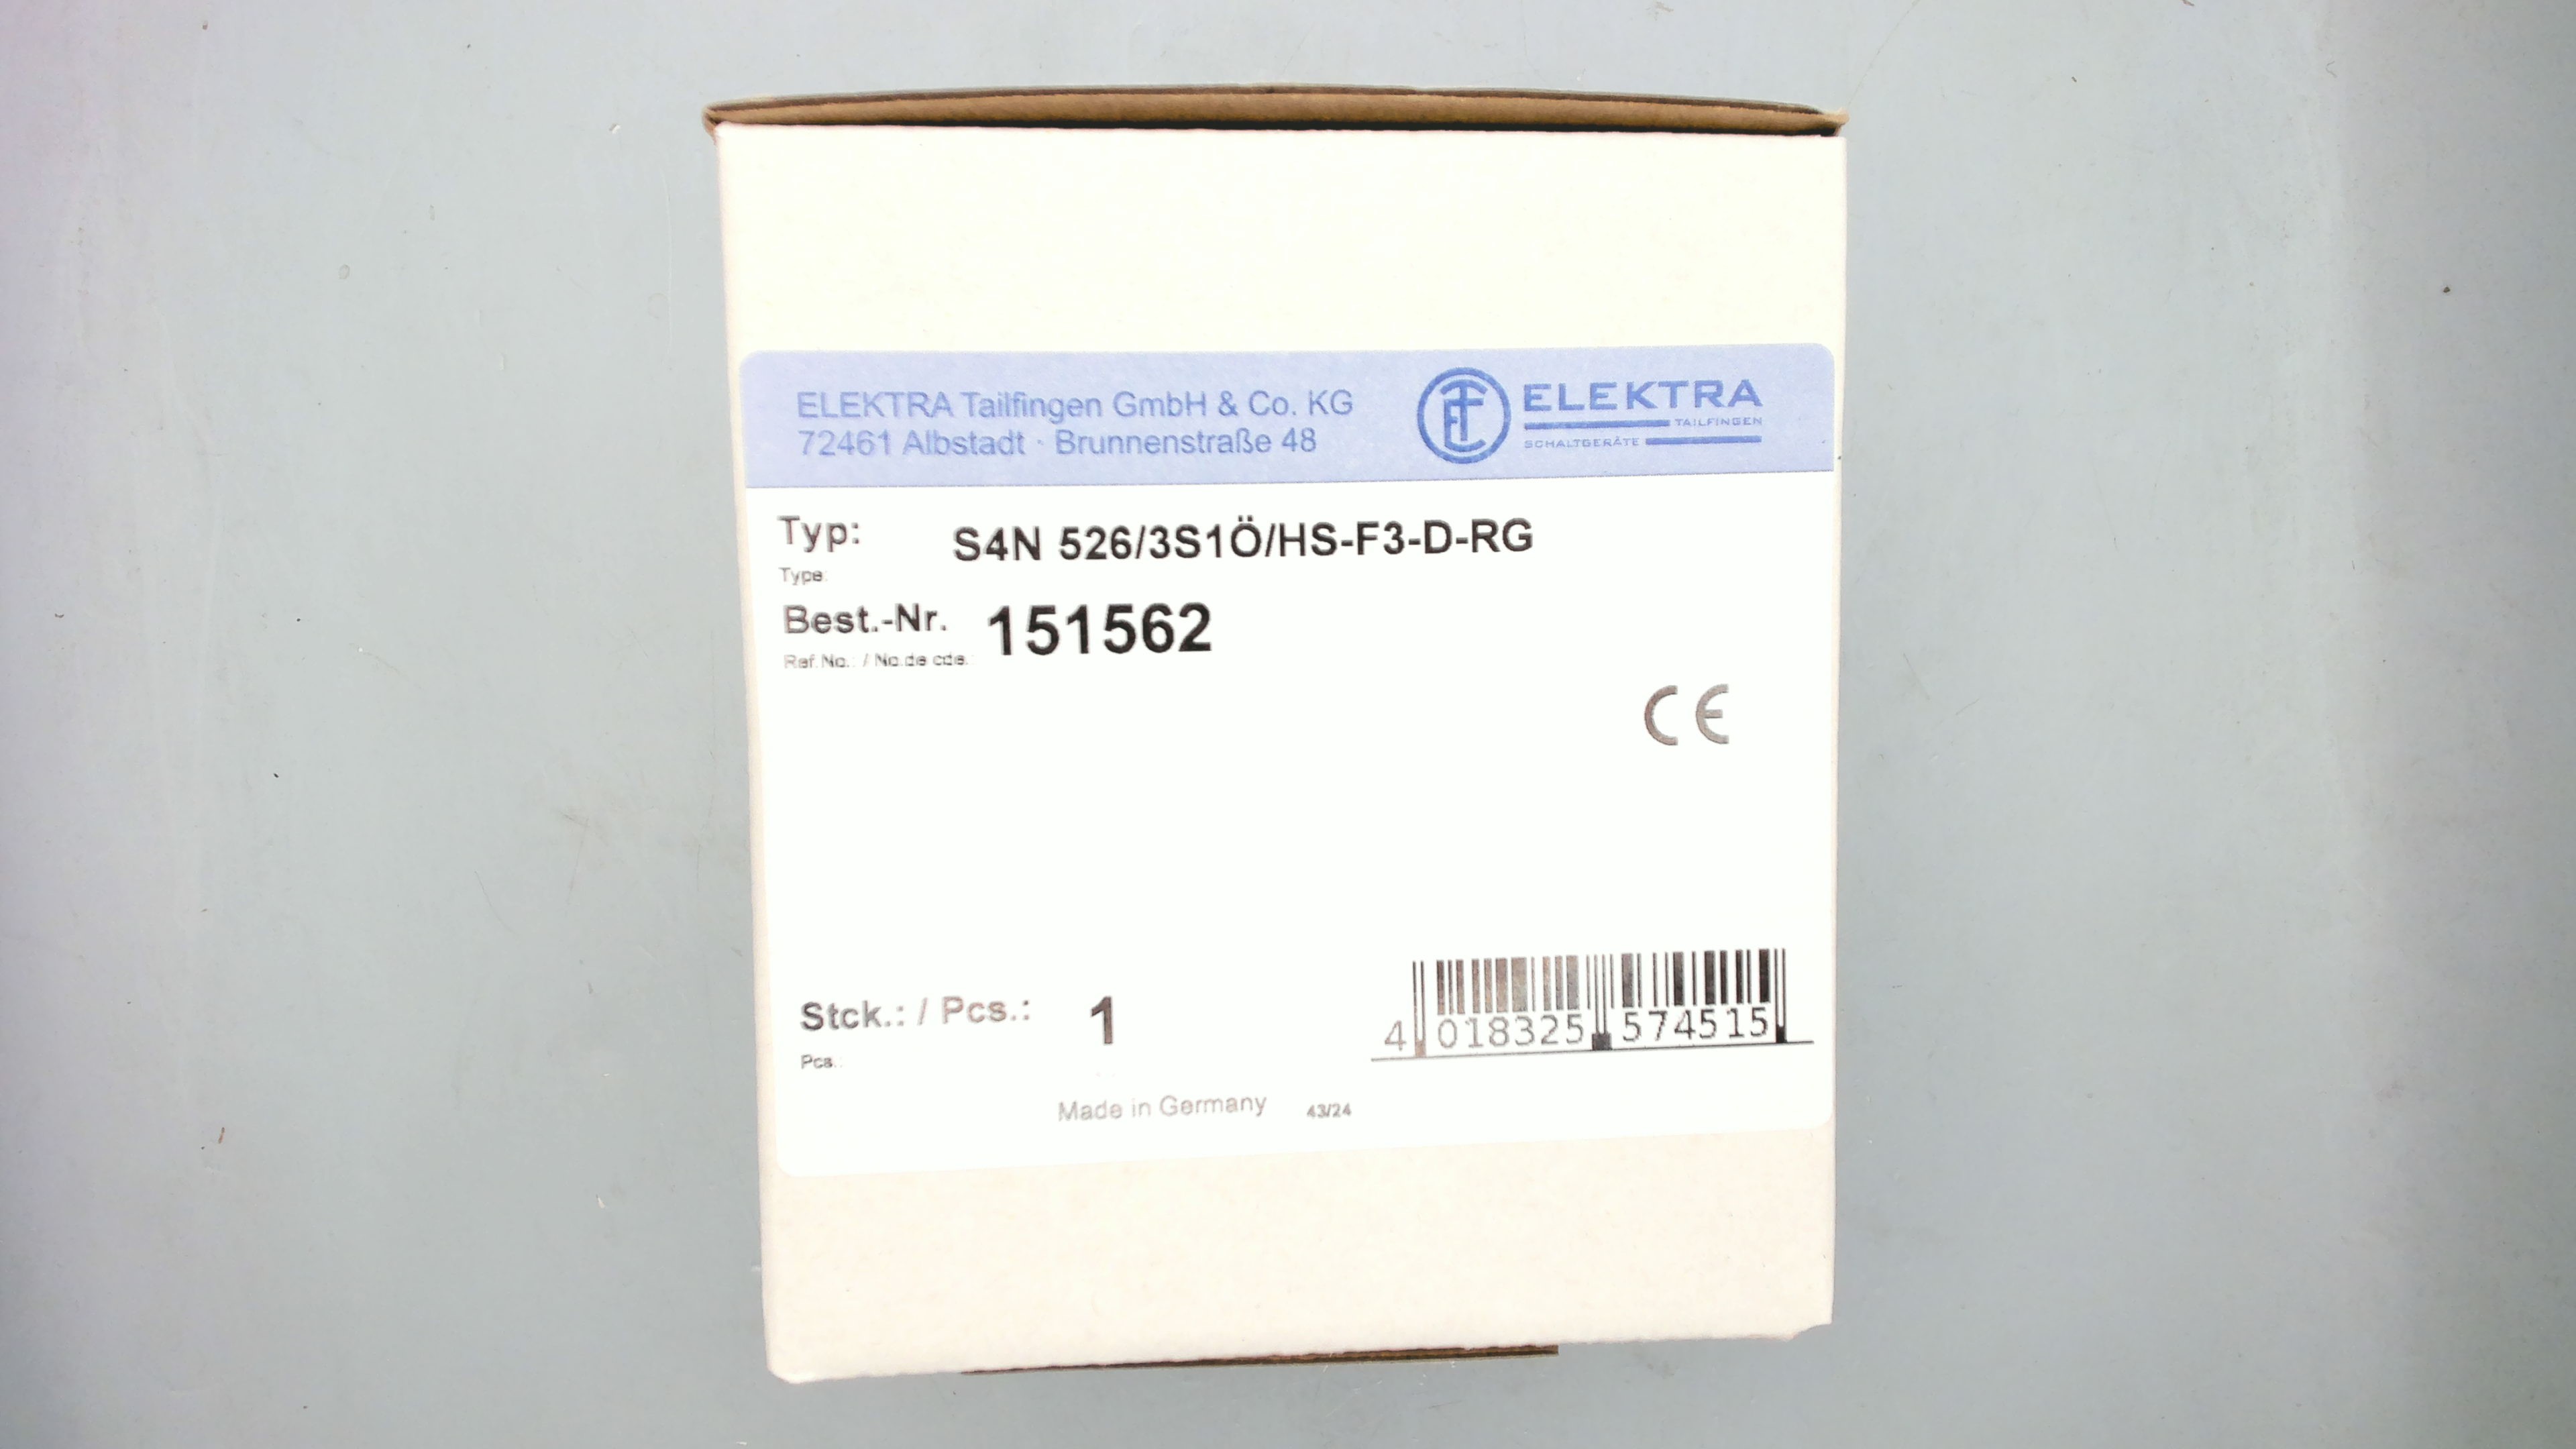 ELEKTRA Tailfingen GmbH & Co. KG
72461 Albstadt · Brunnenstraße 48
ELEKTRA
TAILFINGEN
SCHALTGERÄTE
Typ: S4N 526/3S1Ö/HS-F3-D-RG
Type:
Best.-Nr. 151562
Ref.No.: / No.de cde.:
CE
Stck.: / Pcs.: 1
Pcs.:
4 018325 574515
Made in Germany 43/24